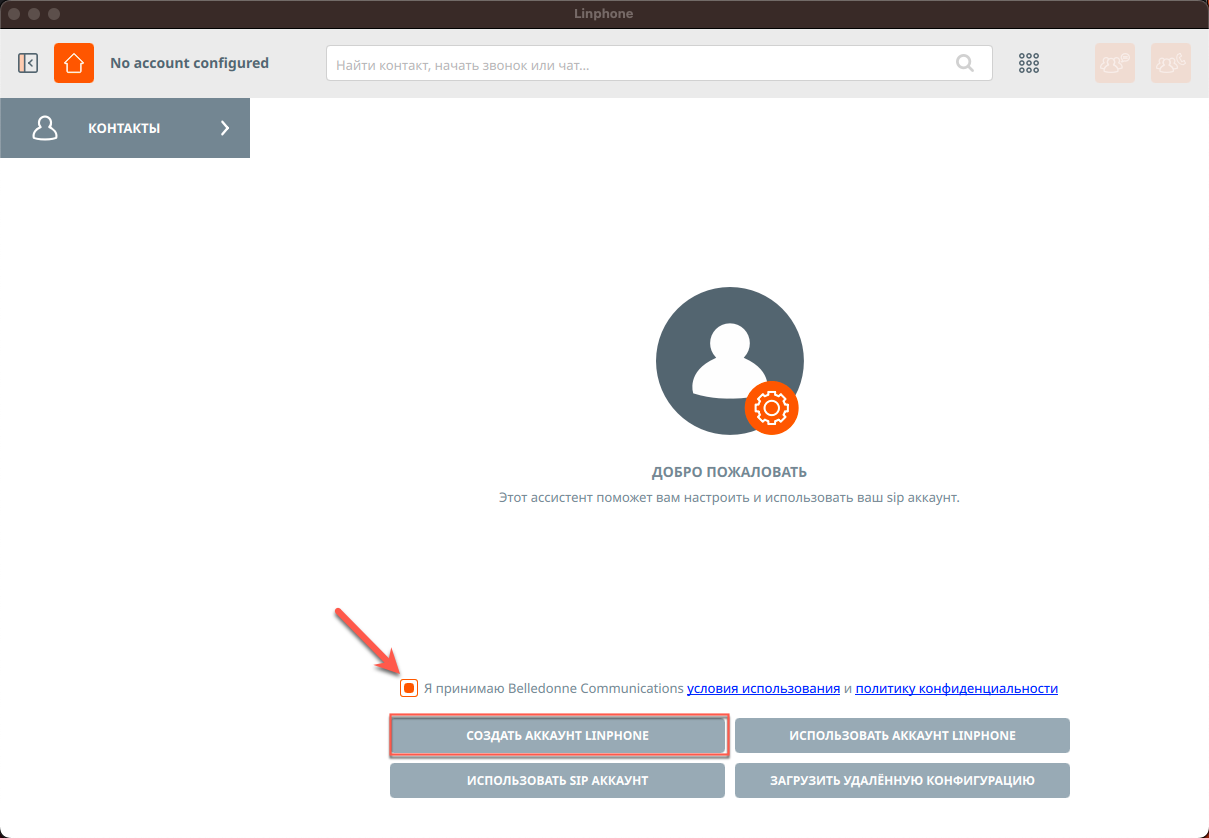 Linphone
No account configured
Найти контакт, начать звонок или чат...
КОНТАКТЫ
ДОБРО ПОЖАЛОВАТЬ
Этот ассистент поможет вам настроить и использовать ваш sip аккаунт.
Я принимаю Belledonne Communications условия использования и политику конфиденциальности
СОЗДАТЬ АККАУНТ LINPHONE
ИСПОЛЬЗОВАТЬ АККАУНТ LINPHONE
ИСПОЛЬЗОВАТЬ SIP АККАУНТ
ЗАГРУЗИТЬ УДАЛЁННУЮ КОНФИГУРАЦИЮ